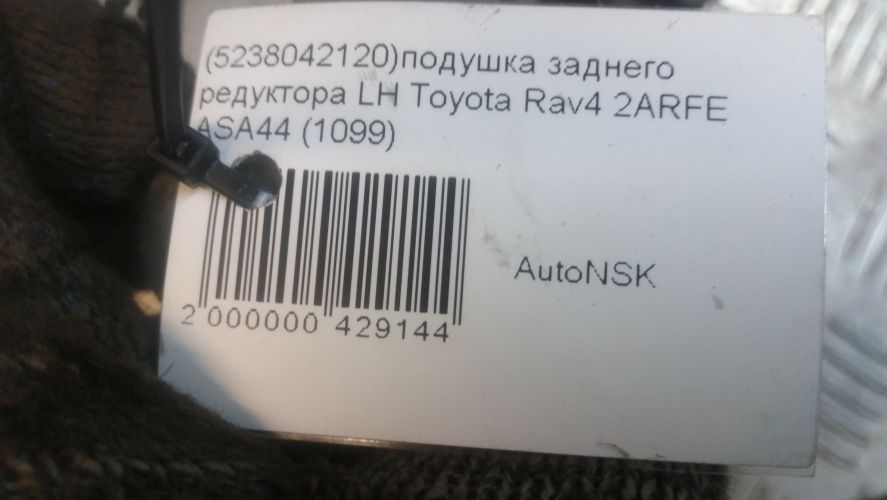 (5238042120)подушка заднего
редуктора LH Toyota Rav4 2ARFE
ASA44 (1099)
AutoNSK
2 000000 429144